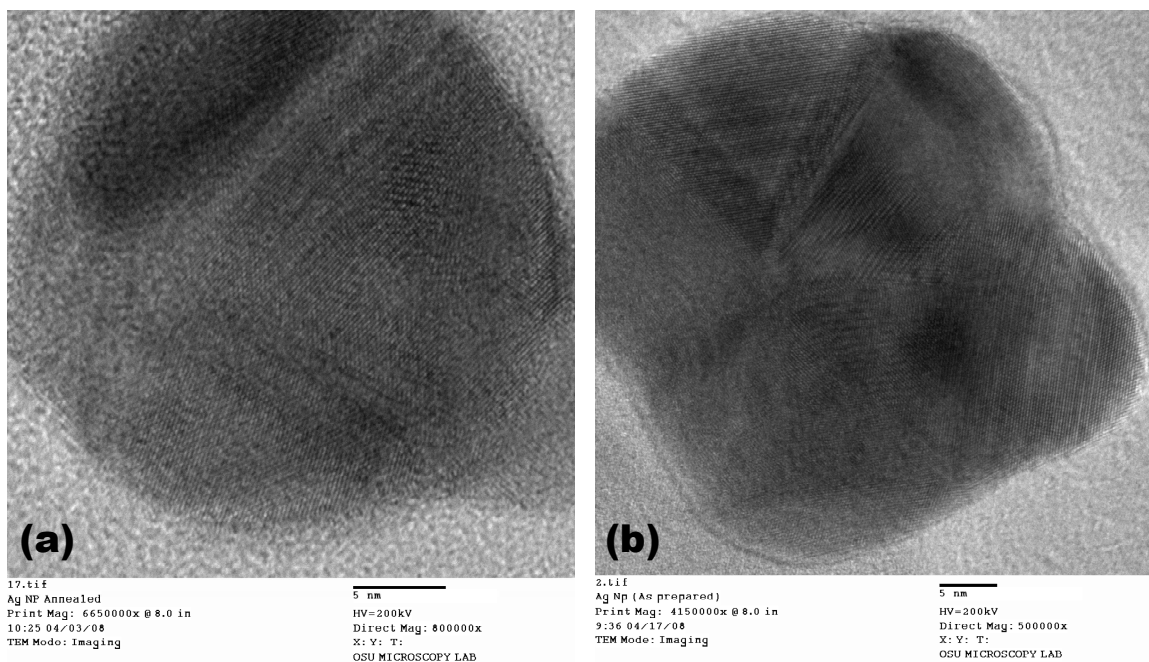 (a)
17.tif
Ag NP Annealed
Print Mag: 6650000x @ 8.0 in
10:25 04/03/08
TEM Mode: Imaging
5 nm
HV=200kV
Direct Mag: 800000x
X: Y: T:
OSU MICROSCOPY LAB
(b)
2.tif
Ag Np (As prepared)
Print Mag: 4150000x @ 8.0 in
9:36 04/17/08
TEM Mode: Imaging
5 nm
HV=200kV
Direct Mag: 500000x
X: Y: T:
OSU MICROSCOPY LAB